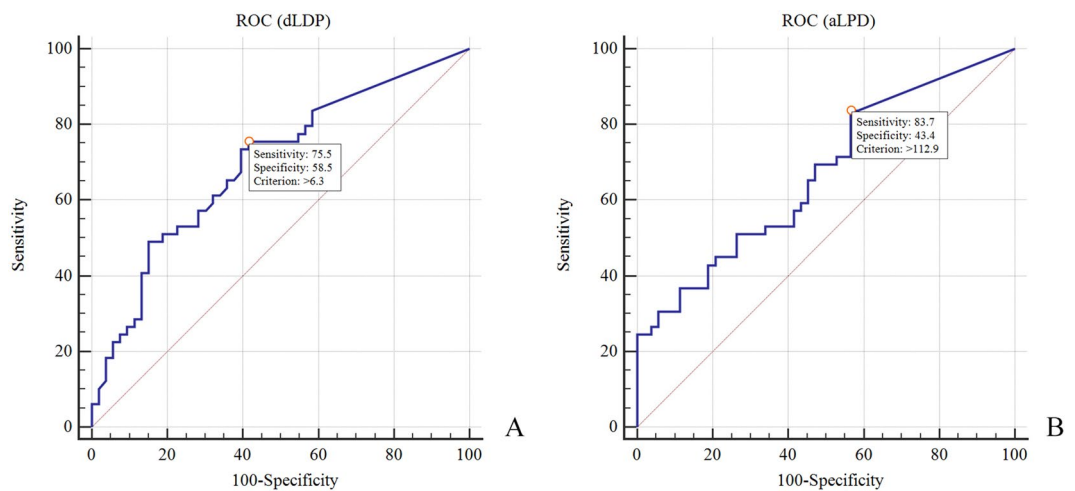 ROC (dLDP)
100
80
60
40
20
0
Sensitivity
Sensitivity: 75.5
Specificity: 58.5
Criterion: >6.3
0 20 40 60 80 100
100-Specificity
A
ROC (aLPD)
100
80
60
40
20
0
Sensitivity
Sensitivity: 83.7
Specificity: 43.4
Criterion: >112.9
0 20 40 60 80 100
100-Specificity
B